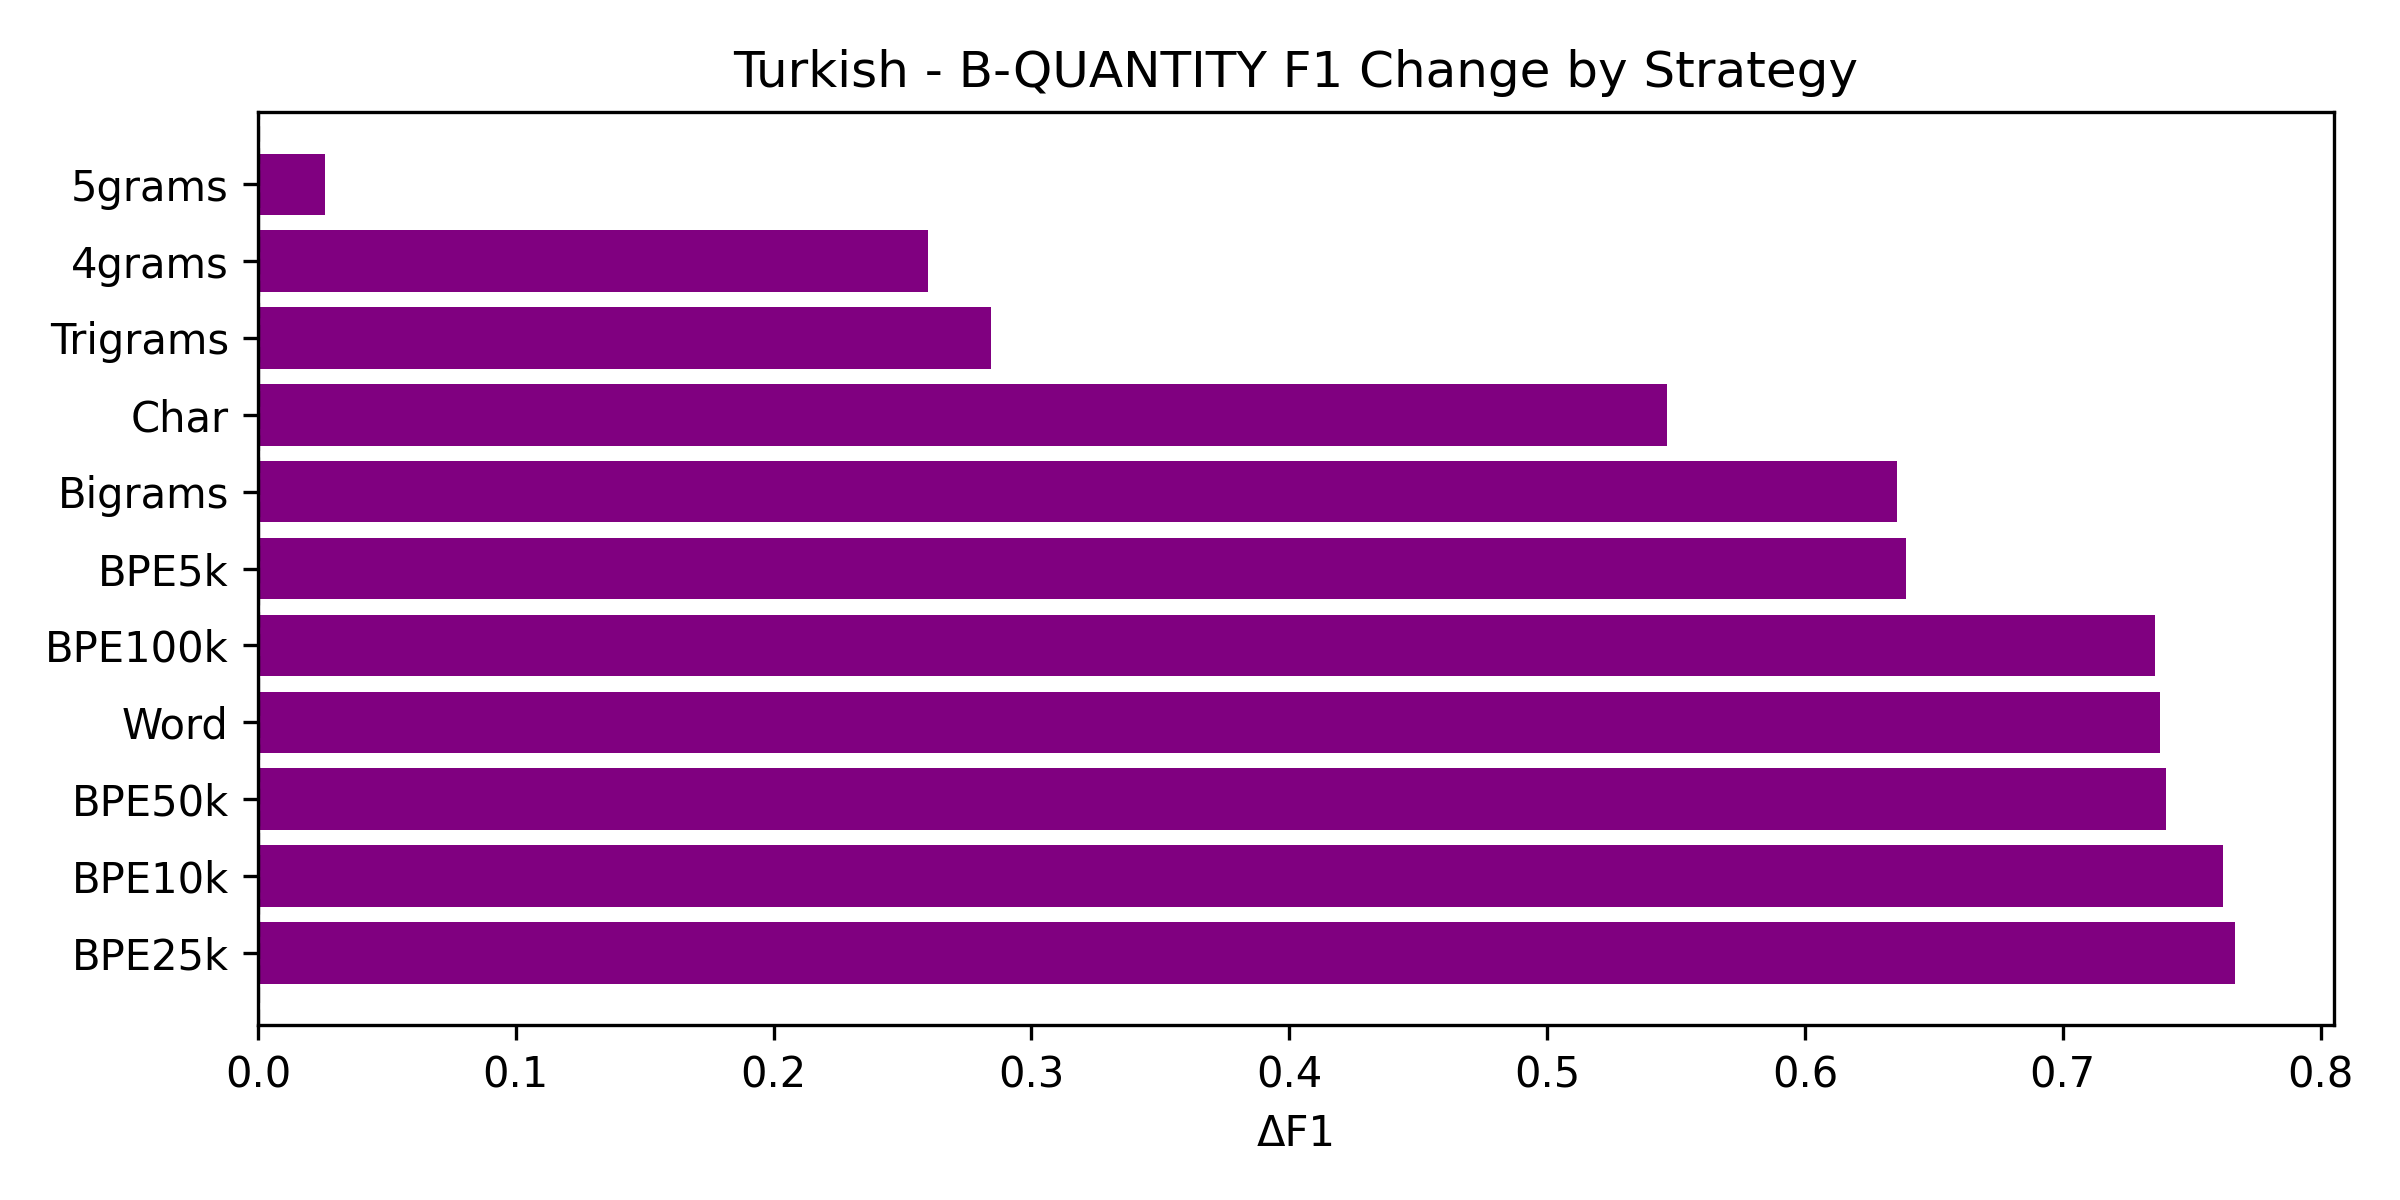 Turkish - B-QUANTITY F1 Change by Strategy
5grams
4grams
Trigrams
Char
Bigrams
BPE5k
BPE100k
Word
BPE50k
BPE10k
BPE25k
0.0 0.1 0.2 0.3 0.4 0.5 0.6 0.7 0.8
ΔF1